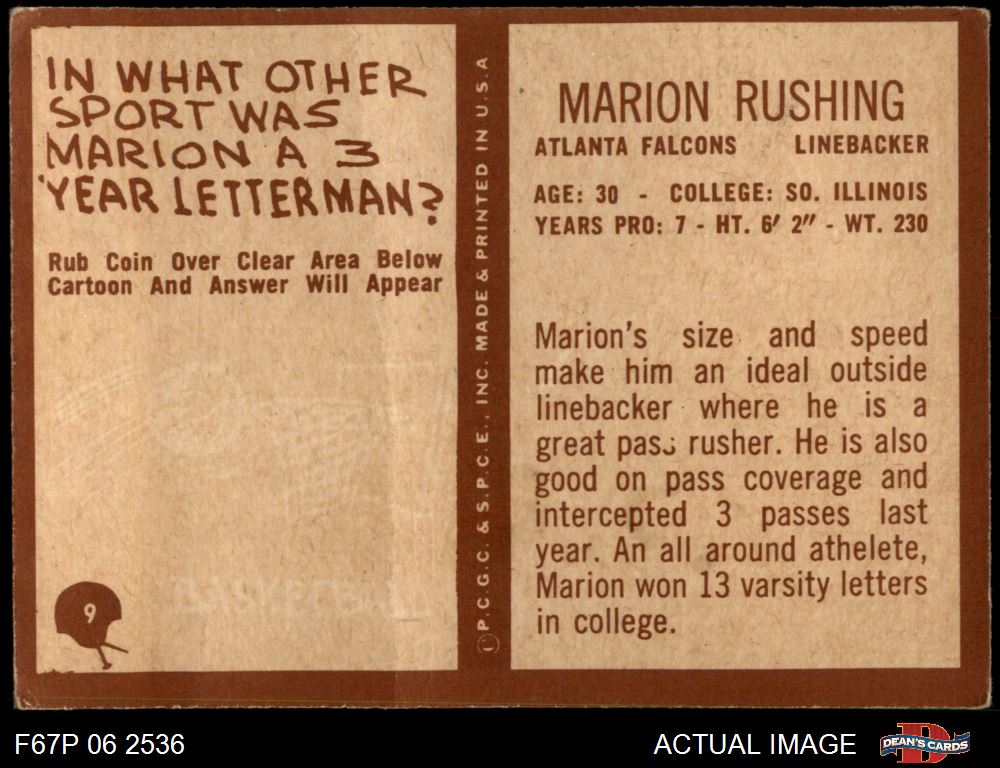 IN WHAT OTHER
SPORT WAS
MARION A 3
YEAR LETTERMAN?
Rub Coin Over Clear Area Below
Cartoon And Answer Will Appear
BASKETBALL
9
P.C.G.C. & S.P.C.E., INC. MADE & PRINTED IN U.S.A
MARION RUSHING
ATLANTA FALCONS LINEBACKER
AGE: 30 - COLLEGE: SO. ILLINOIS
YEARS PRO: 7 - HT. 6' 2" - WT. 230
Marion's size and speed
make him an ideal outside
linebacker where he is a
great pass rusher. He is also
good on pass coverage and
intercepted 3 passes last
year. An all around athelete,
Marion won 13 varsity letters
in college.
F67P 06 2536
ACTUAL IMAGE
DEAN'S CARDS